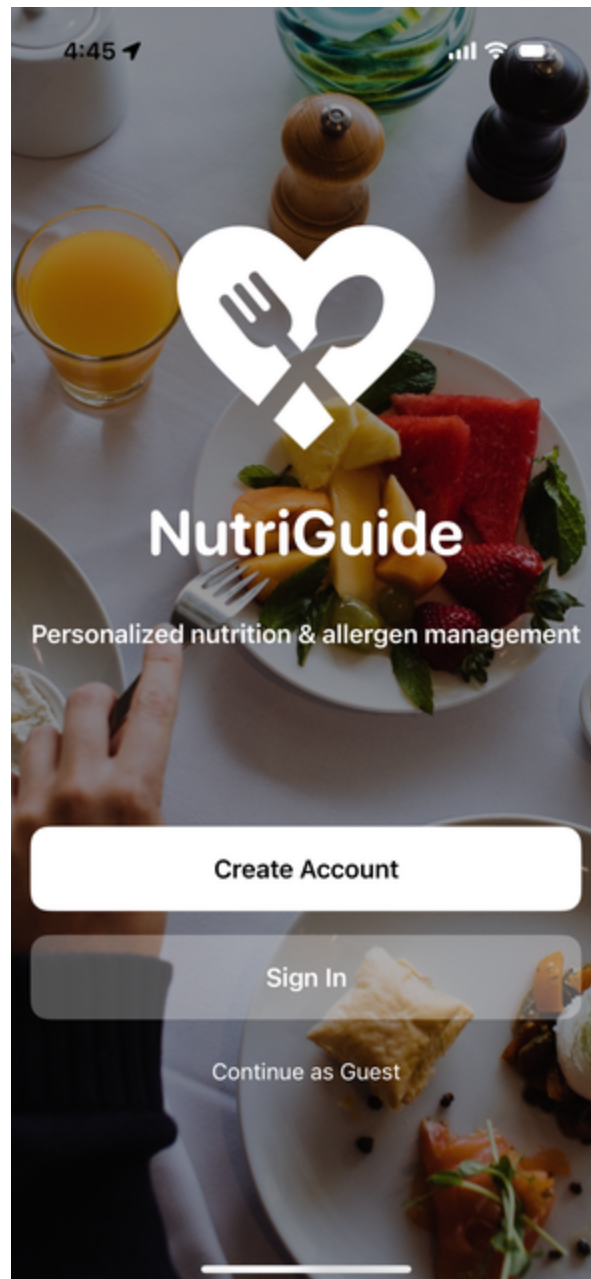 4:45
NutriGuide
Personalized nutrition & allergen management
Create Account
Sign In
Continue as Guest